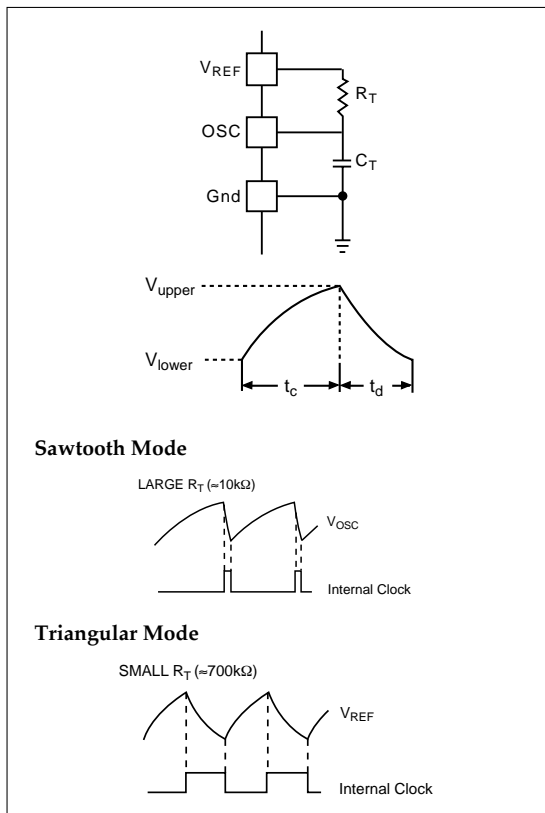 V_REF
R_T
OSC
C_T
Gnd
V_upper
V_lower
t_c t_d
Sawtooth Mode
LARGE R_T (≈10kΩ)
V_OSC
Internal Clock
Triangular Mode
SMALL R_T (≈700kΩ)
V_REF
Internal Clock